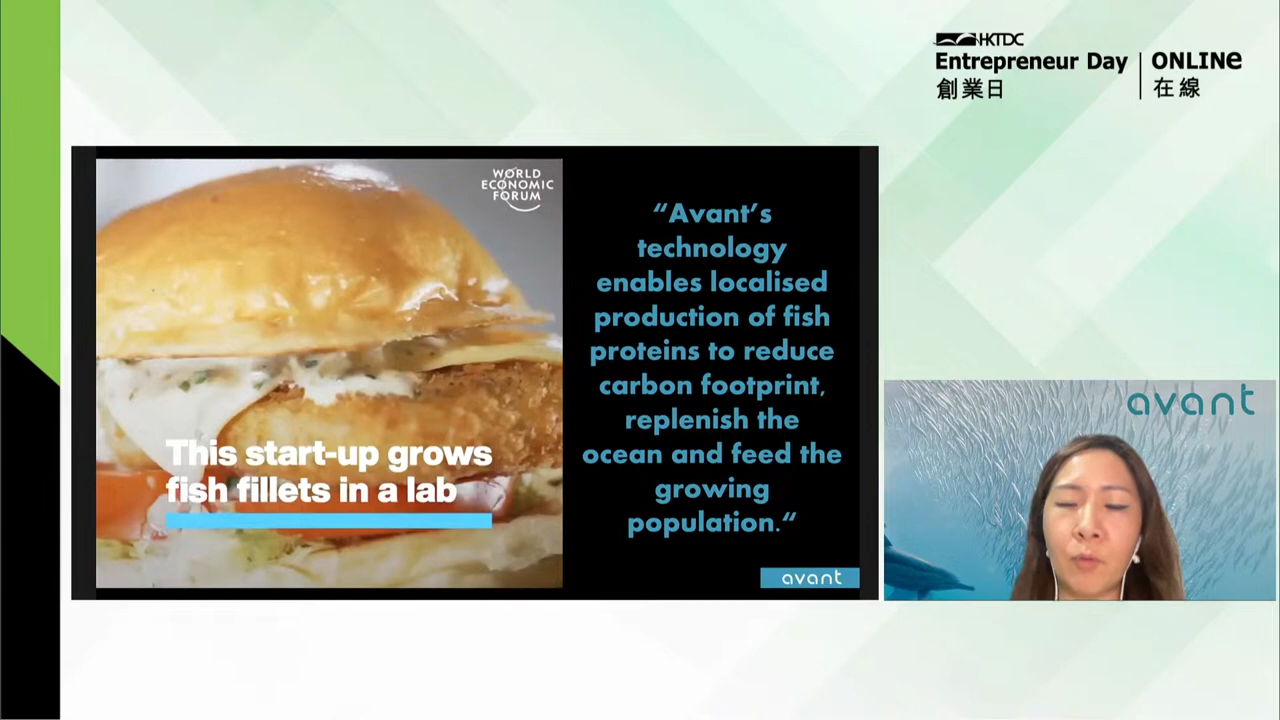 HKTDC
Entrepreneur Day
創業日
ONLINe
在線
WORLD
ECONOMIC
FORUM
This start-up grows
fish fillets in a lab
“Avant’s
technology
enables localised
production of fish
proteins to reduce
carbon footprint,
replenish the
ocean and feed the
growing
population.“
avant
avant